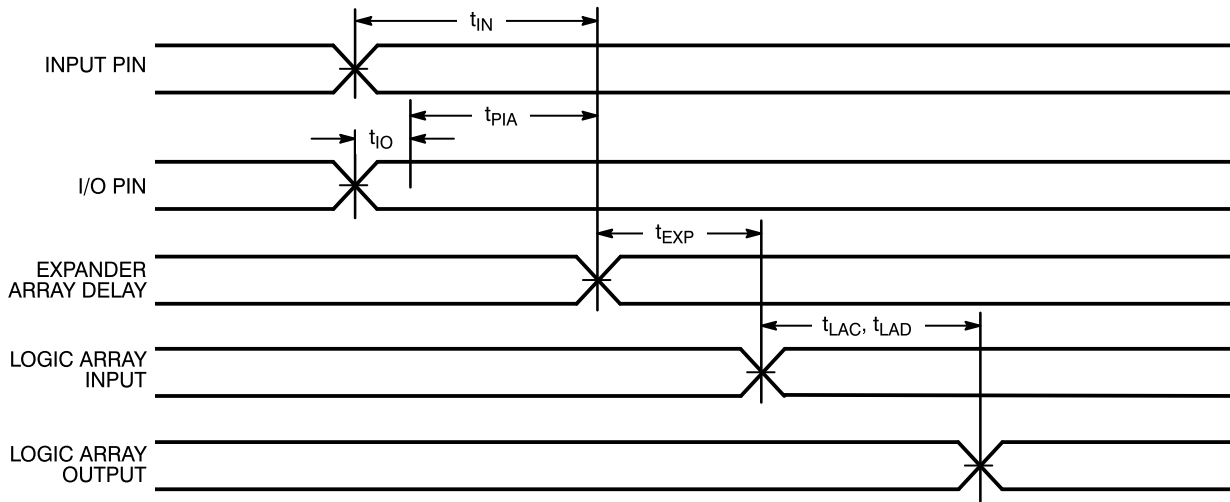 tIN
INPUT PIN
tPIA
tIO
I/O PIN
tEXP
EXPANDER
ARRAY DELAY
tLAC, tLAD
LOGIC ARRAY
INPUT
LOGIC ARRAY
OUTPUT